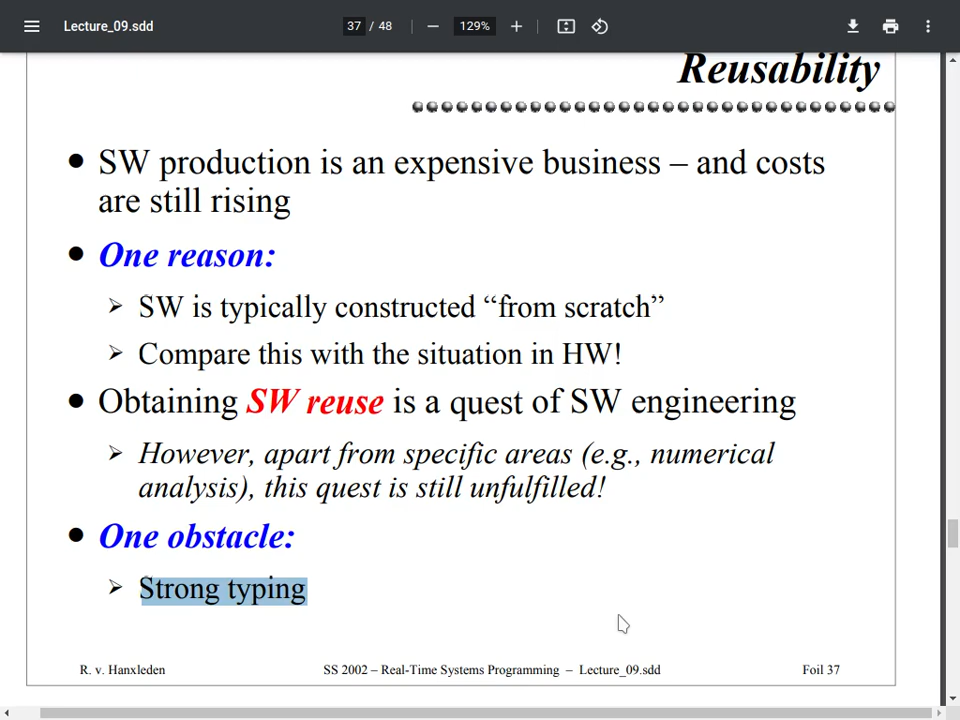 Lecture_09.sdd
37 / 48
129%
Reusability
SW production is an expensive business – and costs
are still rising
One reason:
SW is typically constructed “from scratch”
Compare this with the situation in HW!
Obtaining SW reuse is a quest of SW engineering
However, apart from specific areas (e.g., numerical
analysis), this quest is still unfulfilled!
One obstacle:
Strong typing
R. v. Hanxleden
SS 2002 – Real-Time Systems Programming – Lecture_09.sdd
Foil 37